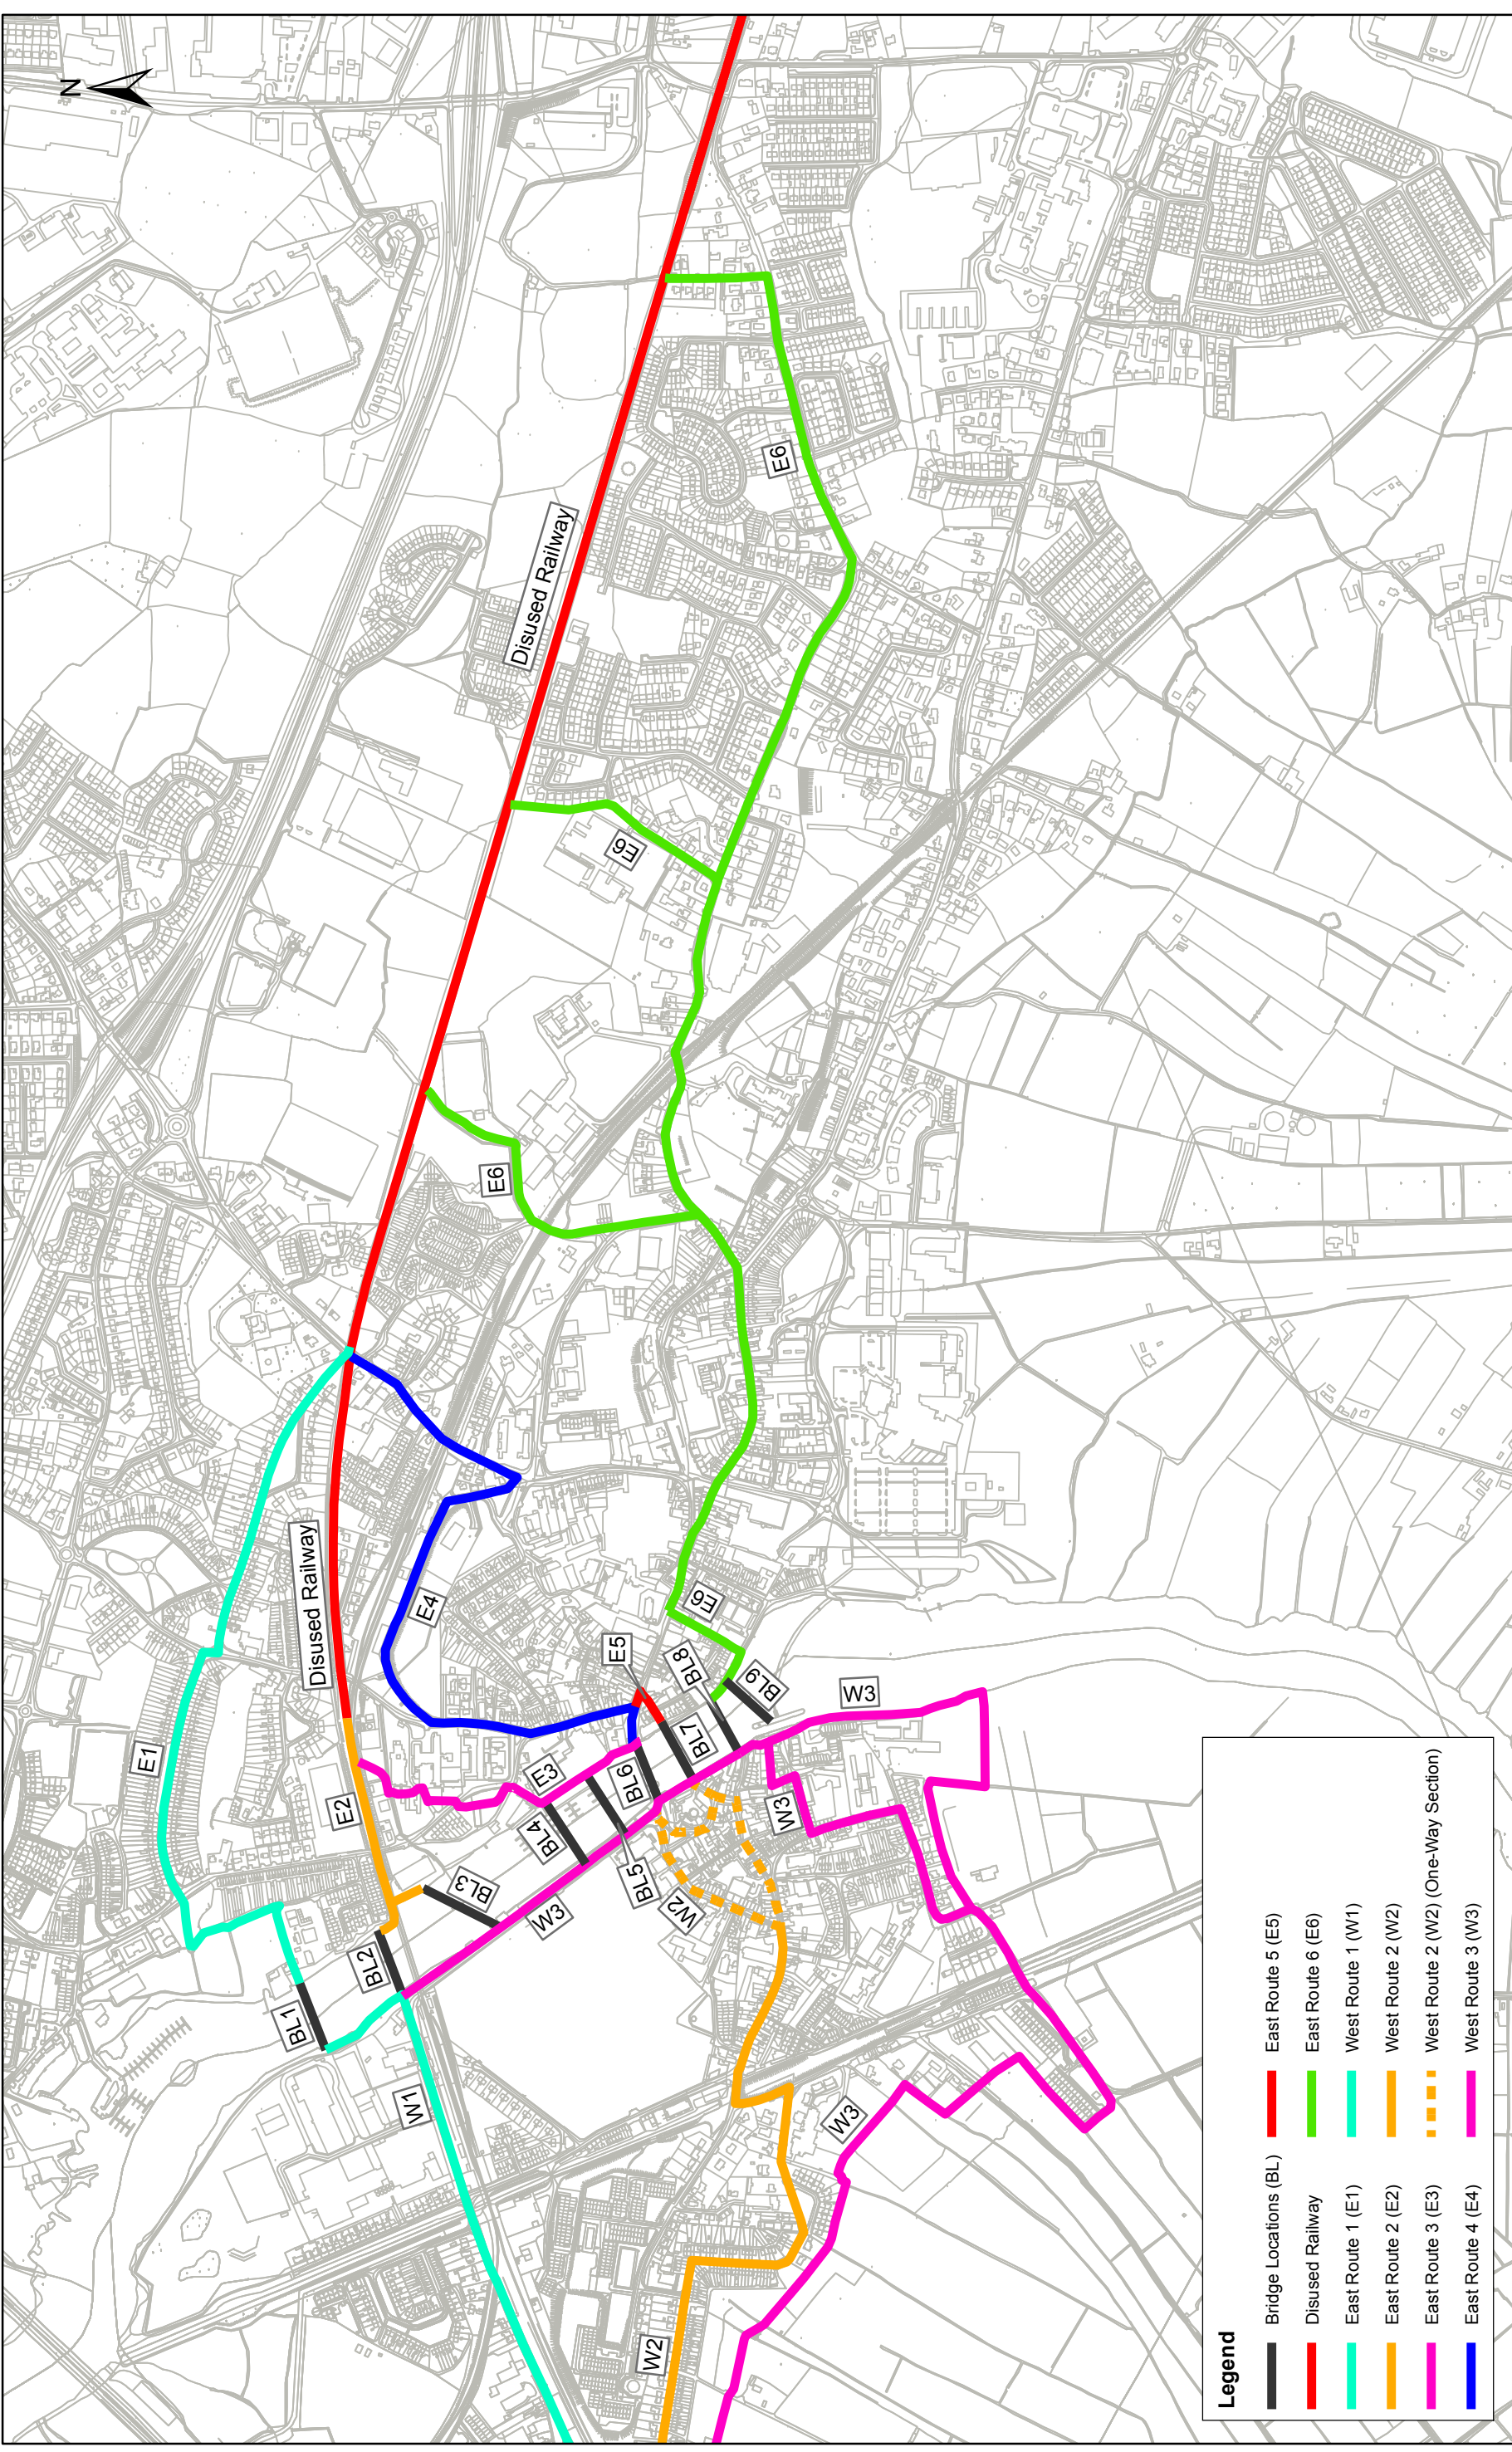 N
Disused Railway
E6
E6
E6
Disused Railway
E4
E6
E5
BL8
BL9
W3
E1
E3
BL7
BL6
E2
W3
BL4
BL3
BL5
W3
W2
BL2
BL1
W1
W3
W2
Legend
Bridge Locations (BL)
Disused Railway
East Route 1 (E1)
East Route 2 (E2)
East Route 3 (E3)
East Route 4 (E4)
East Route 5 (E5)
East Route 6 (E6)
West Route 1 (W1)
West Route 2 (W2)
West Route 2 (W2) (One-Way Section)
West Route 3 (W3)